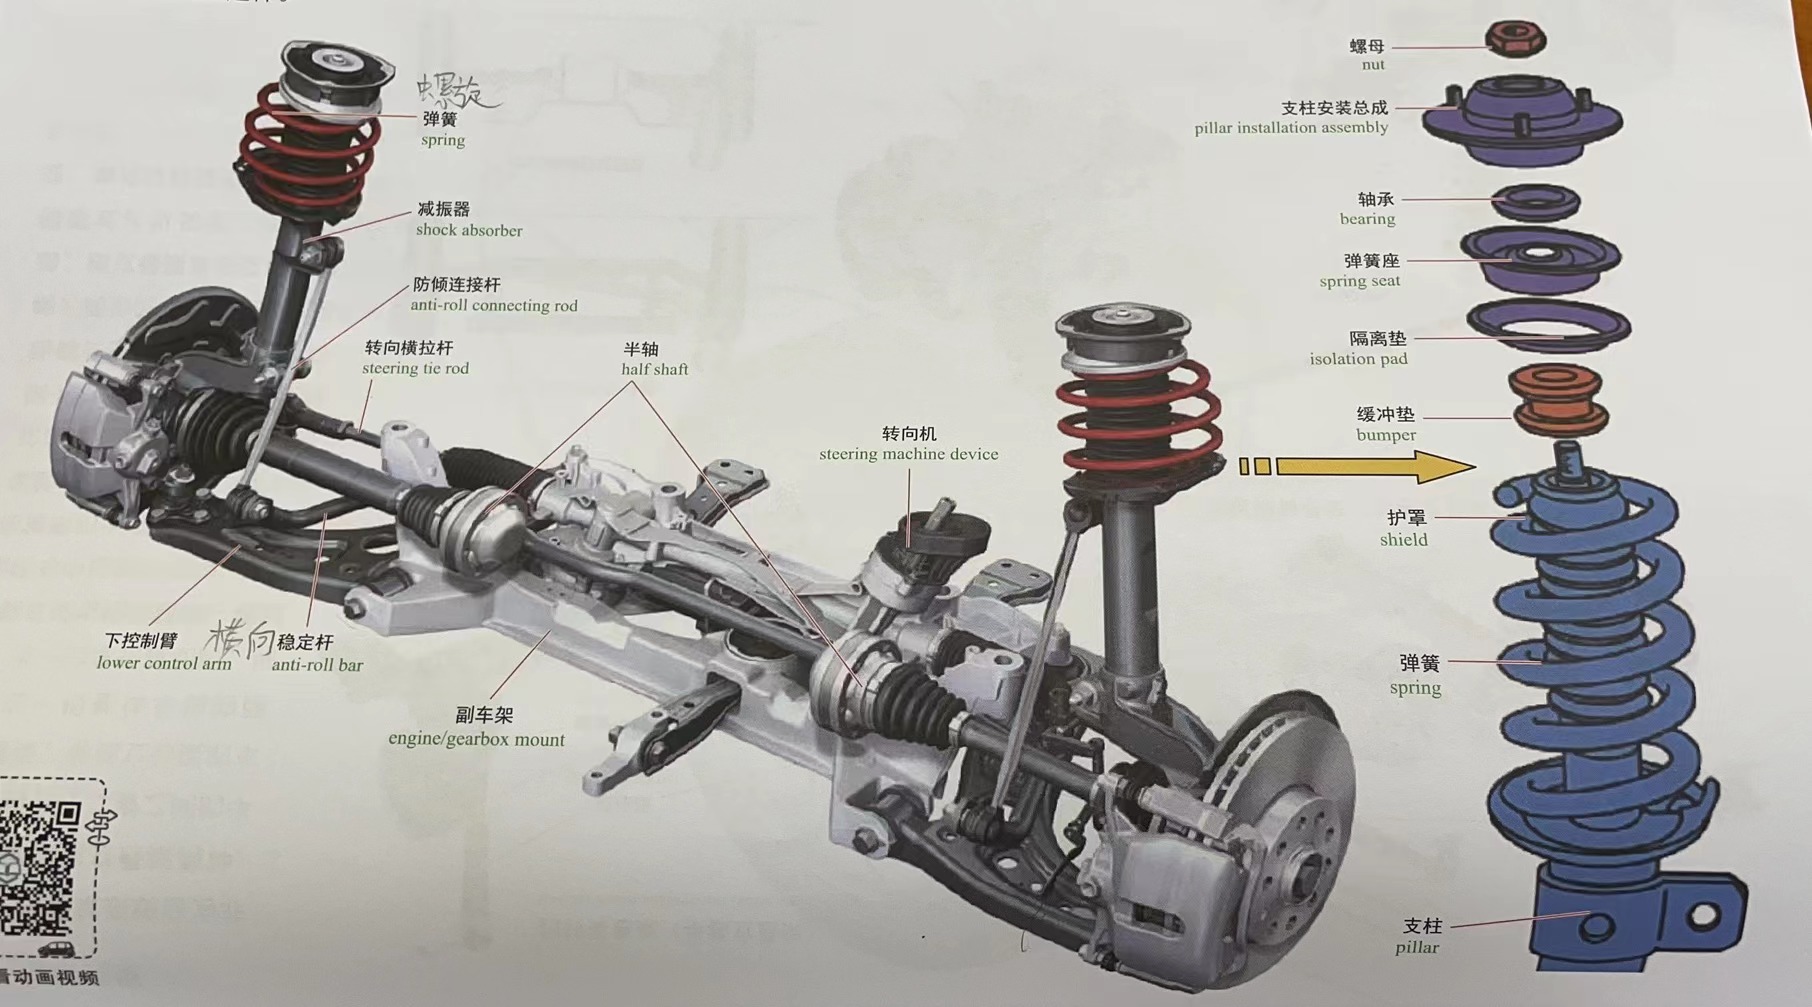 螺旋
弹簧
spring
减振器
shock absorber
防倾连接杆
anti-roll connecting rod
转向横拉杆
steering tie rod
半轴
half shaft
转向机
steering machine device
下控制臂
lower control arm
横向稳定杆
anti-roll bar
副车架
engine/gearbox mount
螺母
nut
支柱安装总成
pillar installation assembly
轴承
bearing
弹簧座
spring seat
隔离垫
isolation pad
缓冲垫
bumper
护罩
shield
弹簧
spring
支柱
pillar
看动画视频